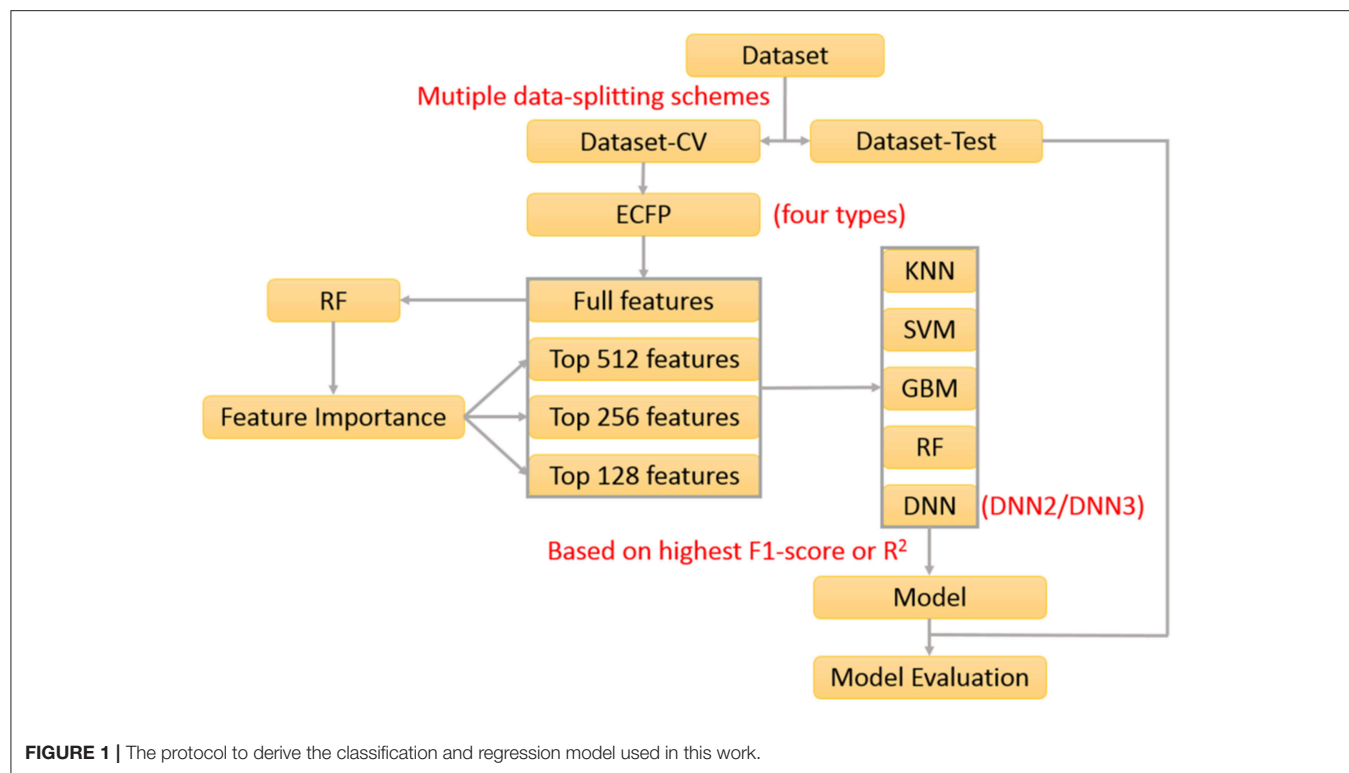 Dataset
Mutiple data-splitting schemes
Dataset-CV
Dataset-Test
ECFP
(four types)
RF
Feature Importance
Full features
Top 512 features
Top 256 features
Top 128 features
KNN
SVM
GBM
RF
DNN
(DNN2/DNN3)
Based on highest F1-score or R²
Model
Model Evaluation
FIGURE 1 | The protocol to derive the classification and regression model used in this work.